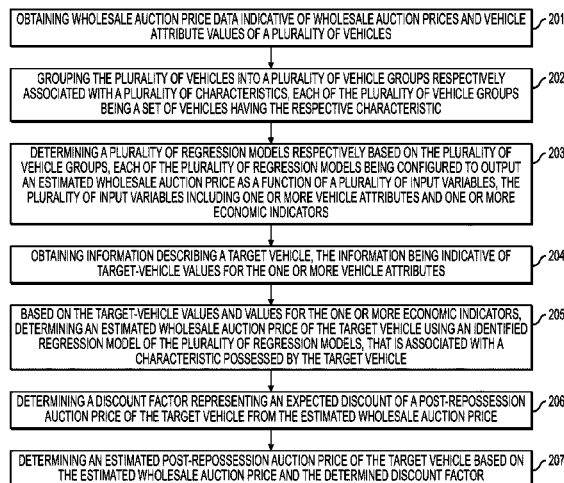 OBTAINING WHOLESALE AUCTION PRICE DATA INDICATIVE OF WHOLESALE AUCTION PRICES AND VEHICLE
ATTRIBUTE VALUES OF A PLURALITY OF VEHICLES
201
GROUPING THE PLURALITY OF VEHICLES INTO A PLURALITY OF VEHICLE GROUPS RESPECTIVELY
ASSOCIATED WITH A PLURALITY OF CHARACTERISTICS, EACH OF THE PLURALITY OF VEHICLE GROUPS
BEING A SET OF VEHICLES HAVING THE RESPECTIVE CHARACTERISTIC
202
DETERMINING A PLURALITY OF REGRESSION MODELS RESPECTIVELY BASED ON THE PLURALITY OF
VEHICLE GROUPS, EACH OF THE PLURALITY OF REGRESSION MODELS BEING CONFIGURED TO OUTPUT
AN ESTIMATED WHOLESALE AUCTION PRICE AS A FUNCTION OF A PLURALITY OF INPUT VARIABLES, THE
PLURALITY OF INPUT VARIABLES INCLUDING ONE OR MORE VEHICLE ATTRIBUTES AND ONE OR MORE
ECONOMIC INDICATORS
203
OBTAINING INFORMATION DESCRIBING A TARGET VEHICLE, THE INFORMATION BEING INDICATIVE OF
TARGET-VEHICLE VALUES FOR THE ONE OR MORE VEHICLE ATTRIBUTES
204
BASED ON THE TARGET-VEHICLE VALUES AND VALUES FOR THE ONE OR MORE ECONOMIC INDICATORS,
DETERMINING AN ESTIMATED WHOLESALE AUCTION PRICE OF THE TARGET VEHICLE USING AN IDENTIFIED
REGRESSION MODEL OF THE PLURALITY OF REGRESSION MODELS, THAT IS ASSOCIATED WITH A
CHARACTERISTIC POSSESSED BY THE TARGET VEHICLE
205
DETERMINING A DISCOUNT FACTOR REPRESENTING AN EXPECTED DISCOUNT OF A POST-REPOSSESSION
AUCTION PRICE OF THE TARGET VEHICLE FROM THE ESTIMATED WHOLESALE AUCTION PRICE
206
DETERMINING AN ESTIMATED POST-REPOSSESSION AUCTION PRICE OF THE TARGET VEHICLE BASED ON
THE ESTIMATED WHOLESALE AUCTION PRICE AND THE DETERMINED DISCOUNT FACTOR
207